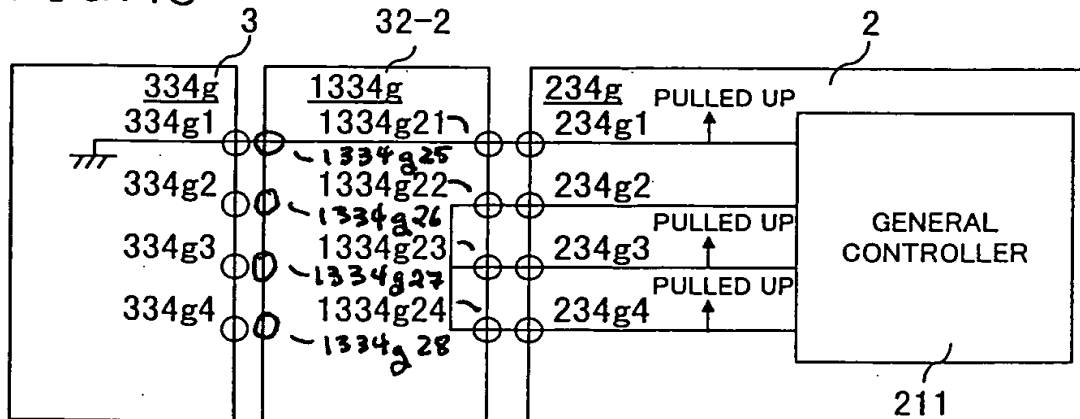 3 32-2 2
334g 1334g 234g PULLED UP
334g1 1334g21 234g1
1334g25
334g2 1334g22 234g2
1334g26
334g3 1334g23 234g3 PULLED UP
1334g27
334g4 1334g24 234g4 PULLED UP
1334g28
GENERAL
CONTROLLER
211